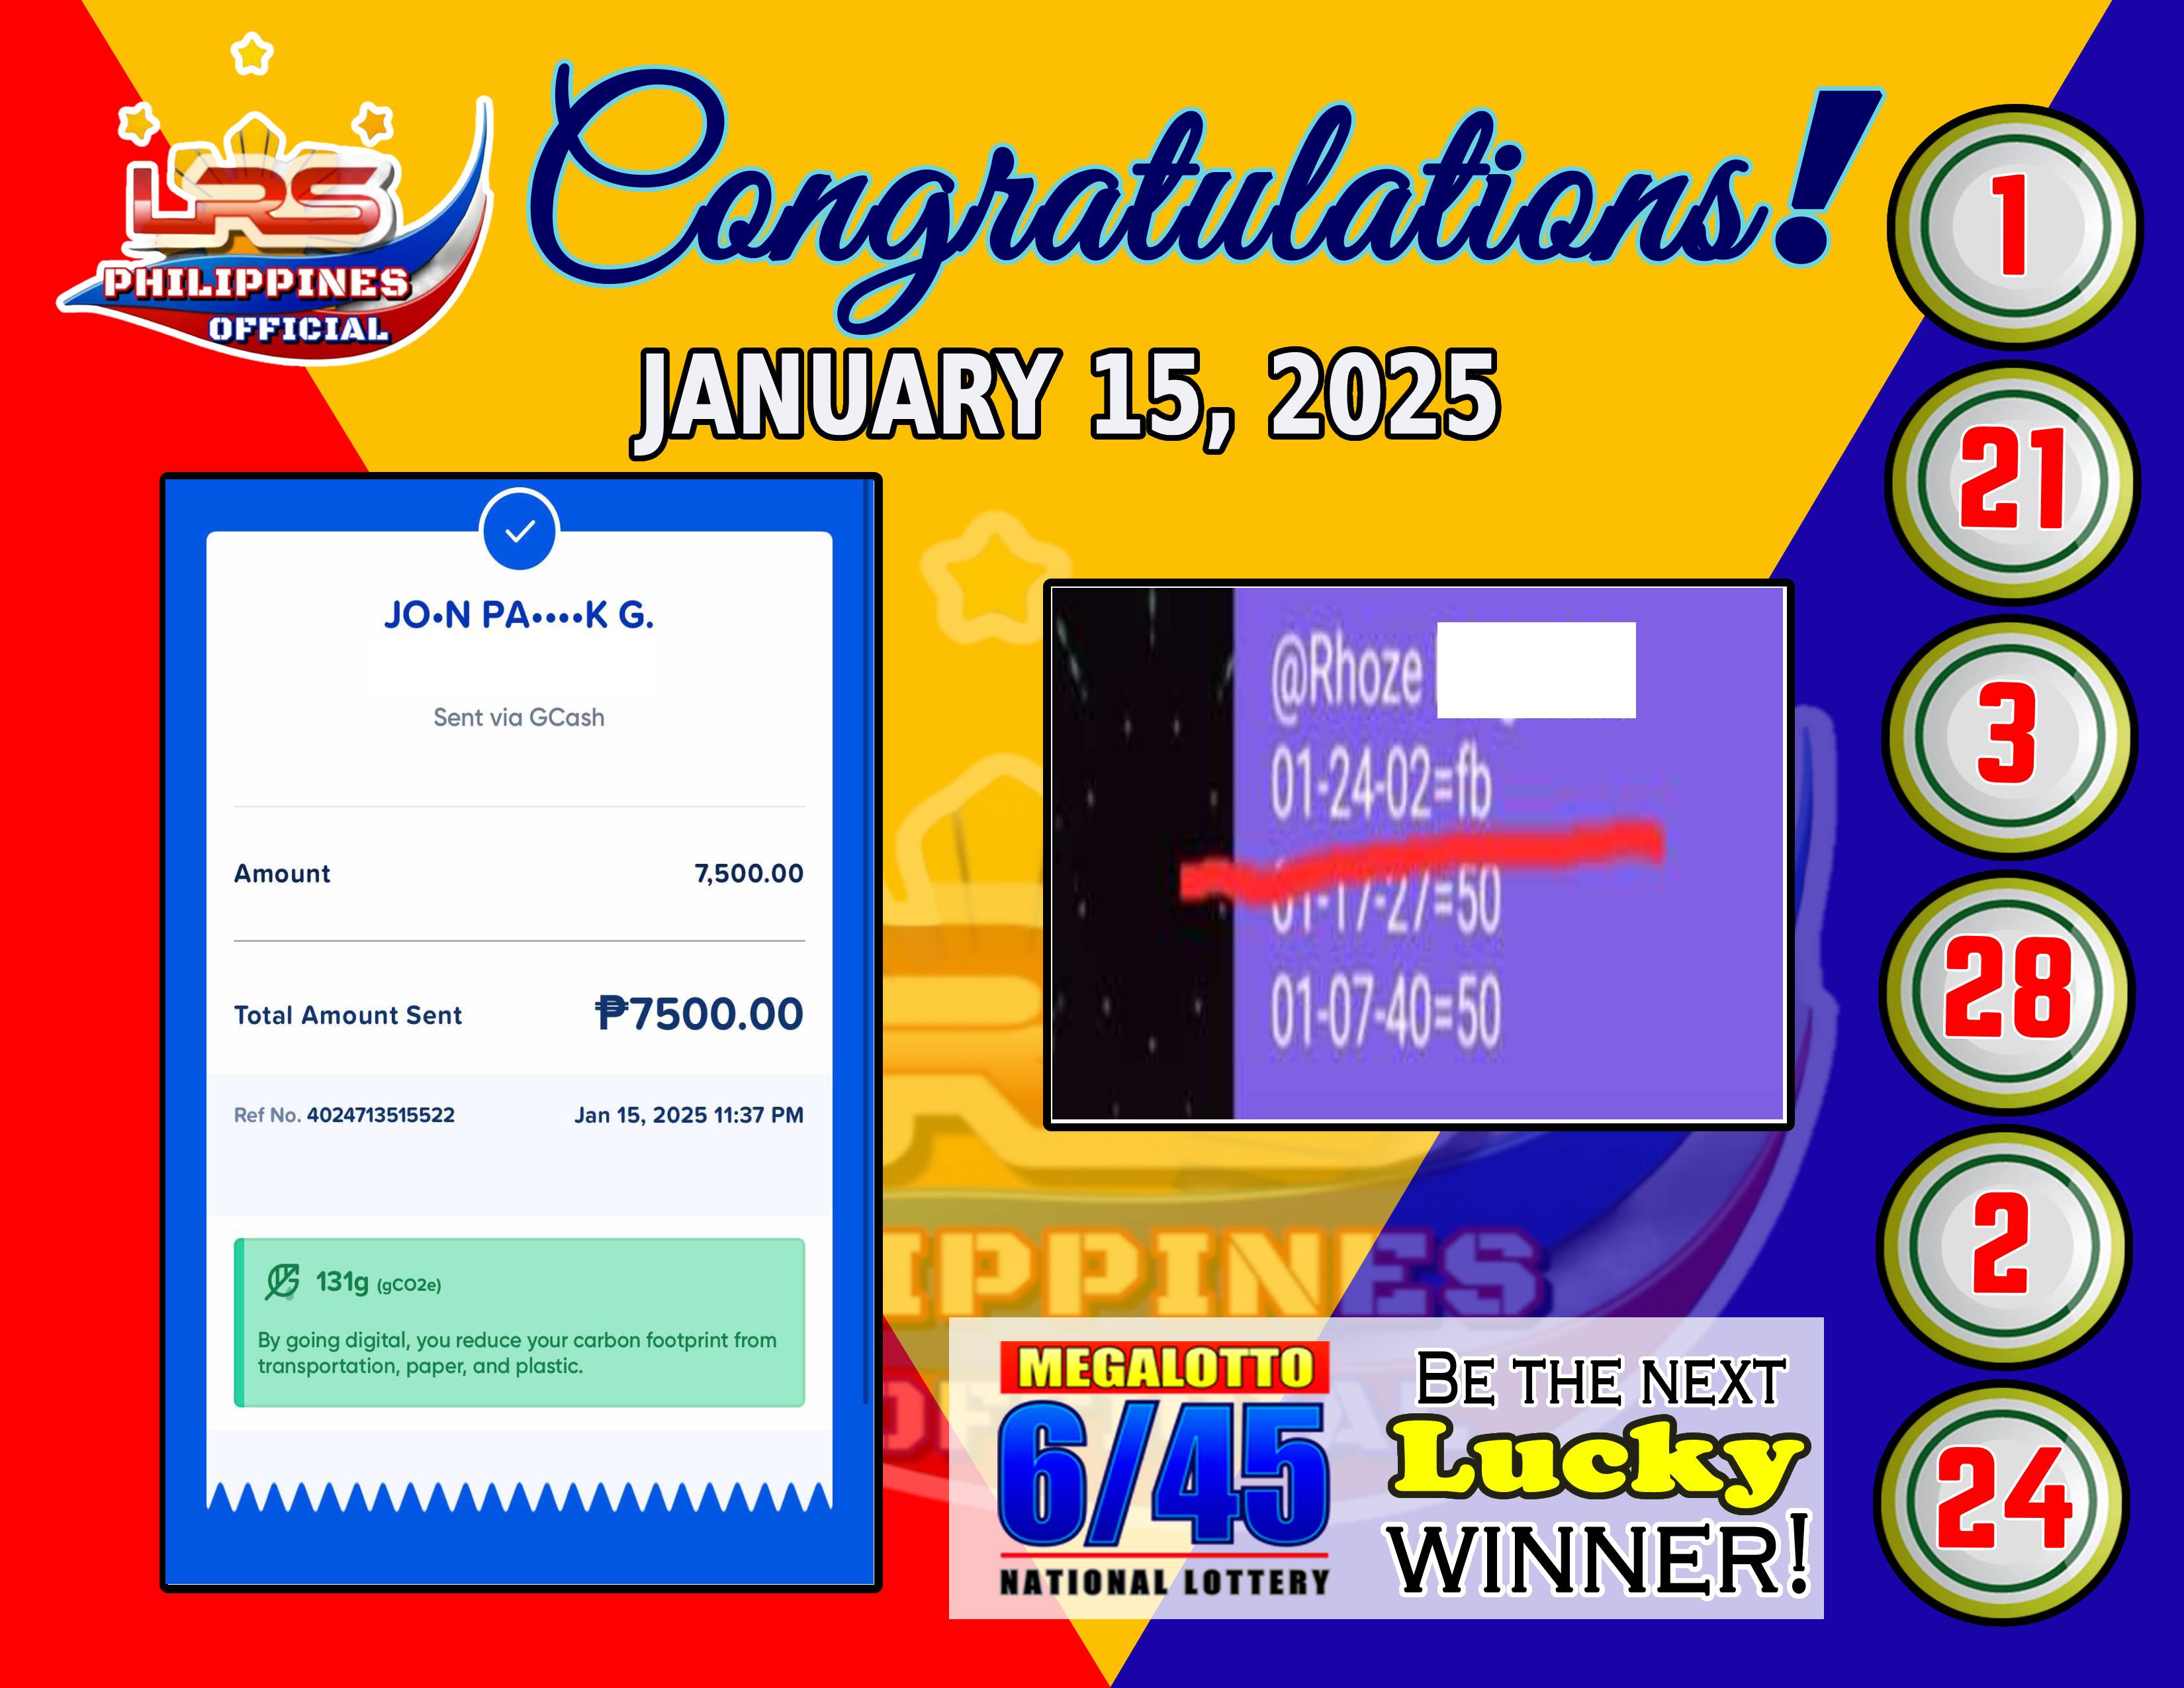 LRS
PHILIPPINES
OFFICIAL
Congratulations!
JANUARY 15, 2025
JO•N PA••••K G.
Sent via GCash
Amount 7,500.00
Total Amount Sent ₱7500.00
Ref No. 4024713515522 Jan 15, 2025 11:37 PM
131g (gCO2e)
By going digital, you reduce your carbon footprint from
transportation, paper, and plastic.
@Rhoze
01-24-02=fb
01-17-27=50
01-07-40=50
IPPINES
MEGALOTTO
6/45
NATIONAL LOTTERY
BE THE NEXT
Lucky
WINNER!
1
21
3
28
2
24